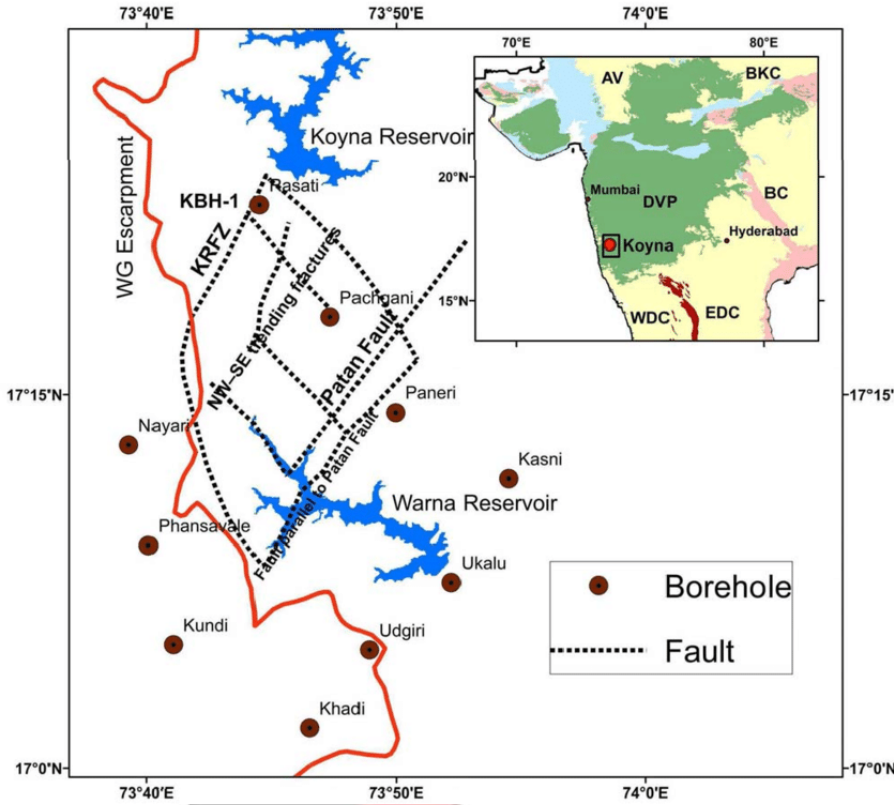 73°40'E
73°50'E
74°0'E
70°E
80°E
AV
BKC
20°N
Mumbai
DVP
BC
Hyderabad
Koyna
15°N
WDC
EDC
Koyna Reservoir
WG Escarpment
KBH-1
Rasati
KRFZ
NW-SE trending fractures
Pachgani
Patan Fault
17°15'N
17°15'N
Paneri
Nayari
Fault parallel to Patan Fault
Kasni
Warna Reservoir
Phansavale
Ukalu
Borehole
Kundi
Udgiri
Fault
Khadi
17°0'N
17°0'N
73°40'E
73°50'E
74°0'E